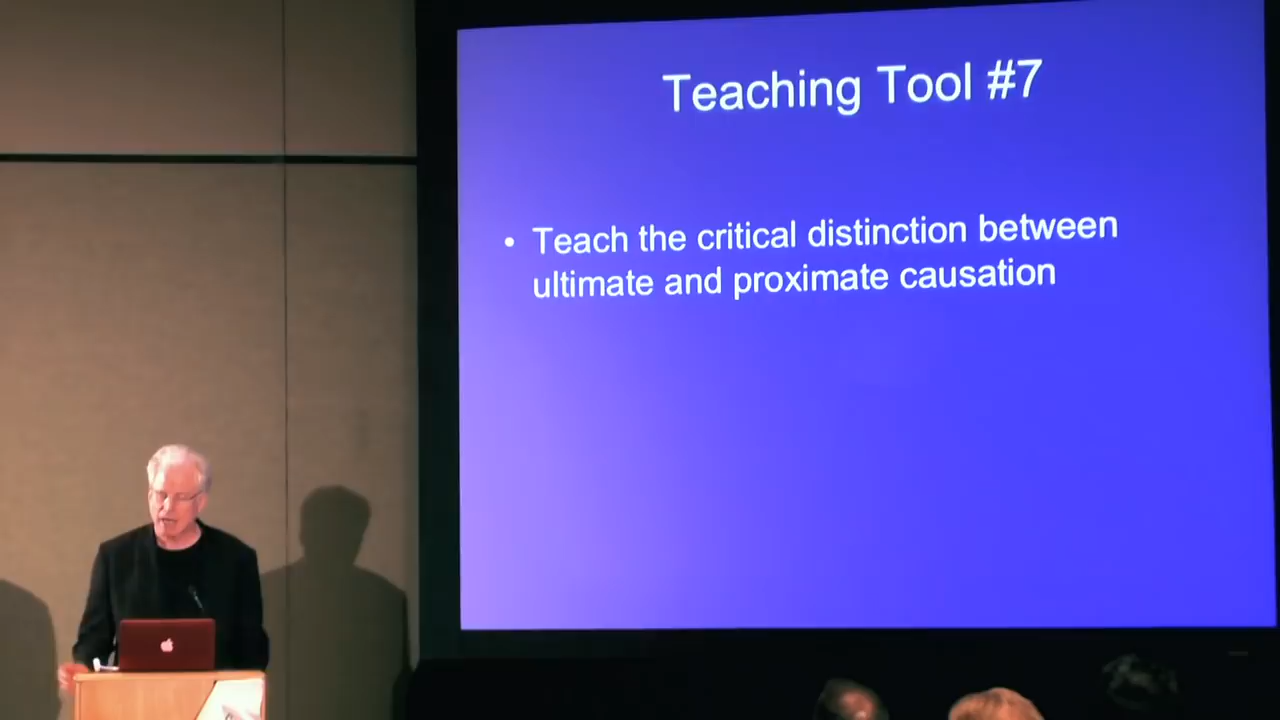 Teaching Tool #7
• Teach the critical distinction between
ultimate and proximate causation